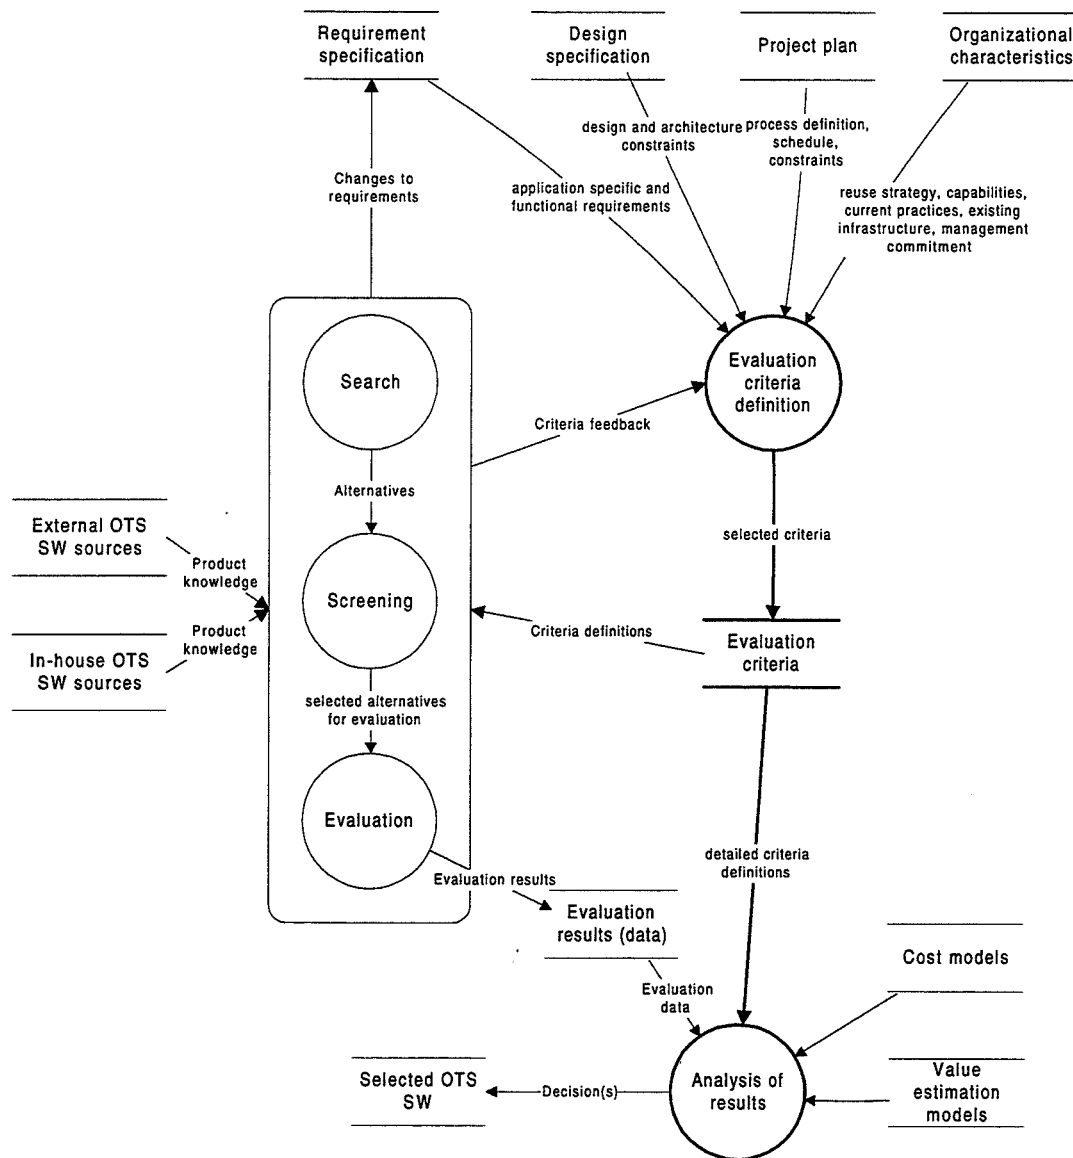 Requirement
specification
Design
specification
Project plan
Organizational
characteristics
design and architecture
constraints
process definition,
schedule,
constraints
Changes to
requirements
application specific and
functional requirements
reuse strategy, capabilities,
current practices, existing
infrastructure, management
commitment
Search
Evaluation
criteria
definition
Criteria feedback
Alternatives
External OTS
SW sources
Product
knowledge
selected criteria
Screening
Product
knowledge
In-house OTS
SW sources
Criteria definitions
Evaluation
criteria
selected alternatives
for evaluation
Evaluation
detailed criteria
definitions
Evaluation results
Evaluation
results (data)
Cost models
Evaluation
data
Selected OTS
SW
Decision(s)
Analysis of
results
Value
estimation
models